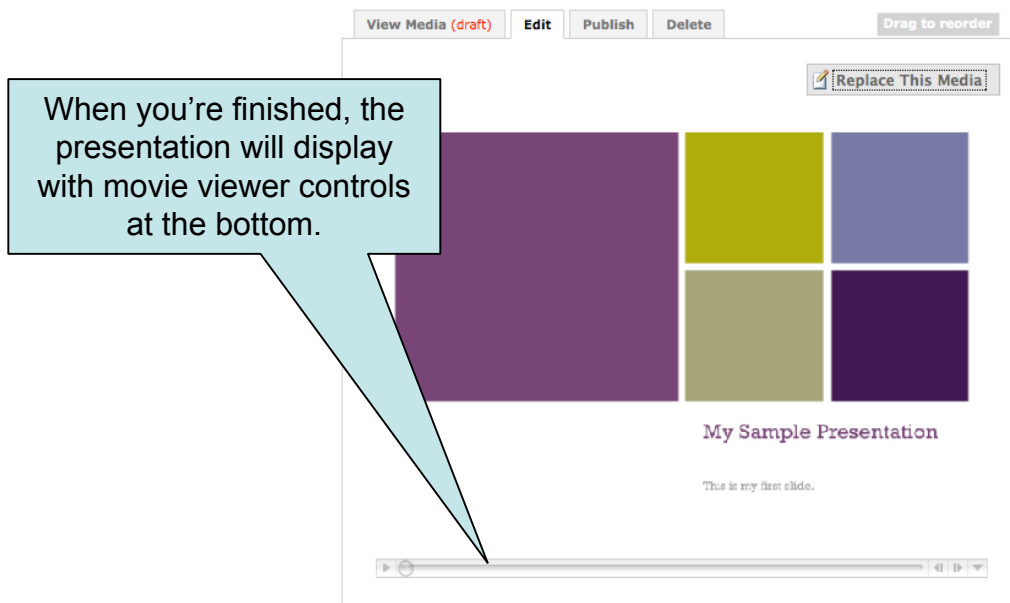 View Media (draft) Edit Publish Delete Drag to reorder
Replace This Media
When you’re finished, the
presentation will display
with movie viewer controls
at the bottom.
My Sample Presentation
This is my first slide.